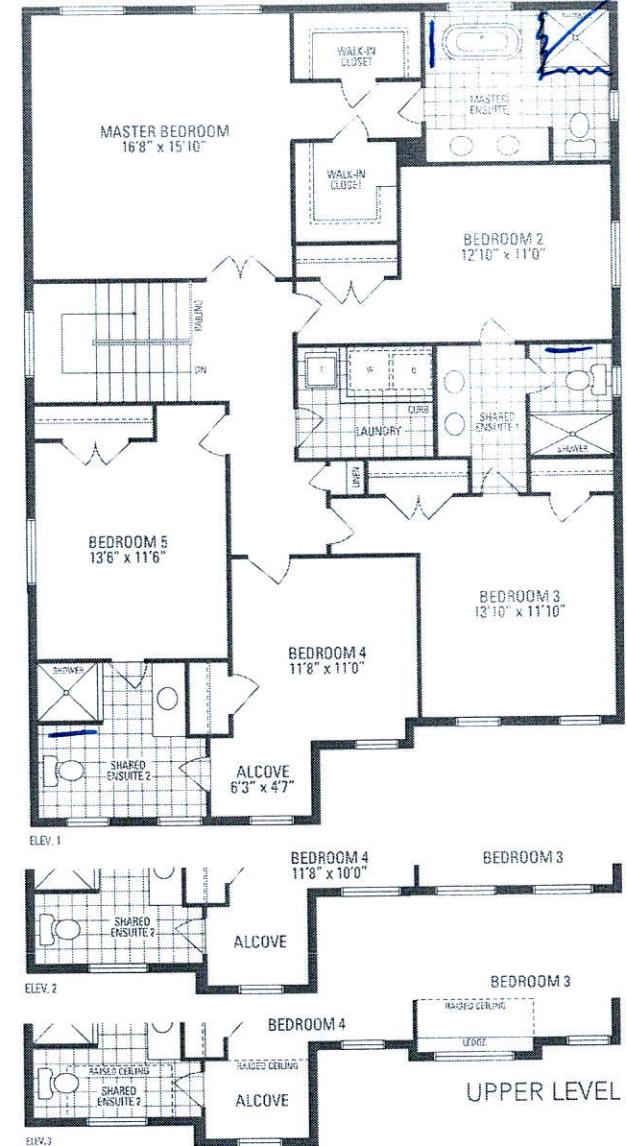 SHOWER
WALK-IN
CLOSET
MASTER
ENSUITE
MASTER BEDROOM
16'8" x 15'10"
WALK-IN
CLOSET
BEDROOM 2
12'10" x 11'0"
RAILING
DN
W
D
CURB
LAUNDRY
SHARED
ENSUITE 1
SHOWER
LINEN
BEDROOM 5
13'6" x 11'6"
BEDROOM 3
13'10" x 11'10"
BEDROOM 4
11'8" x 11'0"
SHOWER
SHARED
ENSUITE 2
ALCOVE
6'3" x 4'7"
ELEV. 1
BEDROOM 4
11'8" x 10'0"
BEDROOM 3
SHARED
ENSUITE 2
ALCOVE
ELEV. 2
BEDROOM 3
RAISED CEILING
LEDGE
BEDROOM 4
RAISED CEILING
RAISED CEILING
SHARED
ENSUITE 2
ALCOVE
UPPER LEVEL
ELEV. 3